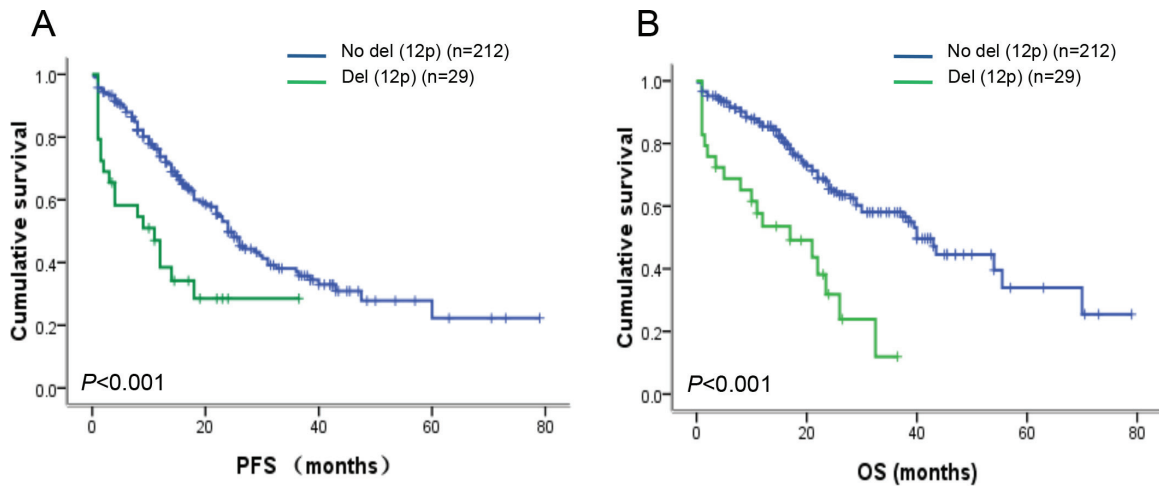 A
No del (12p) (n=212)
Del (12p) (n=29)
Cumulative survival
1.0
0.8
0.6
0.4
0.2
0.0
P<0.001
0 20 40 60 80
PFS （months）
B
No del (12p) (n=212)
Del (12p) (n=29)
Cumulative survival
1.0
0.8
0.6
0.4
0.2
0.0
P<0.001
0 20 40 60 80
OS (months)